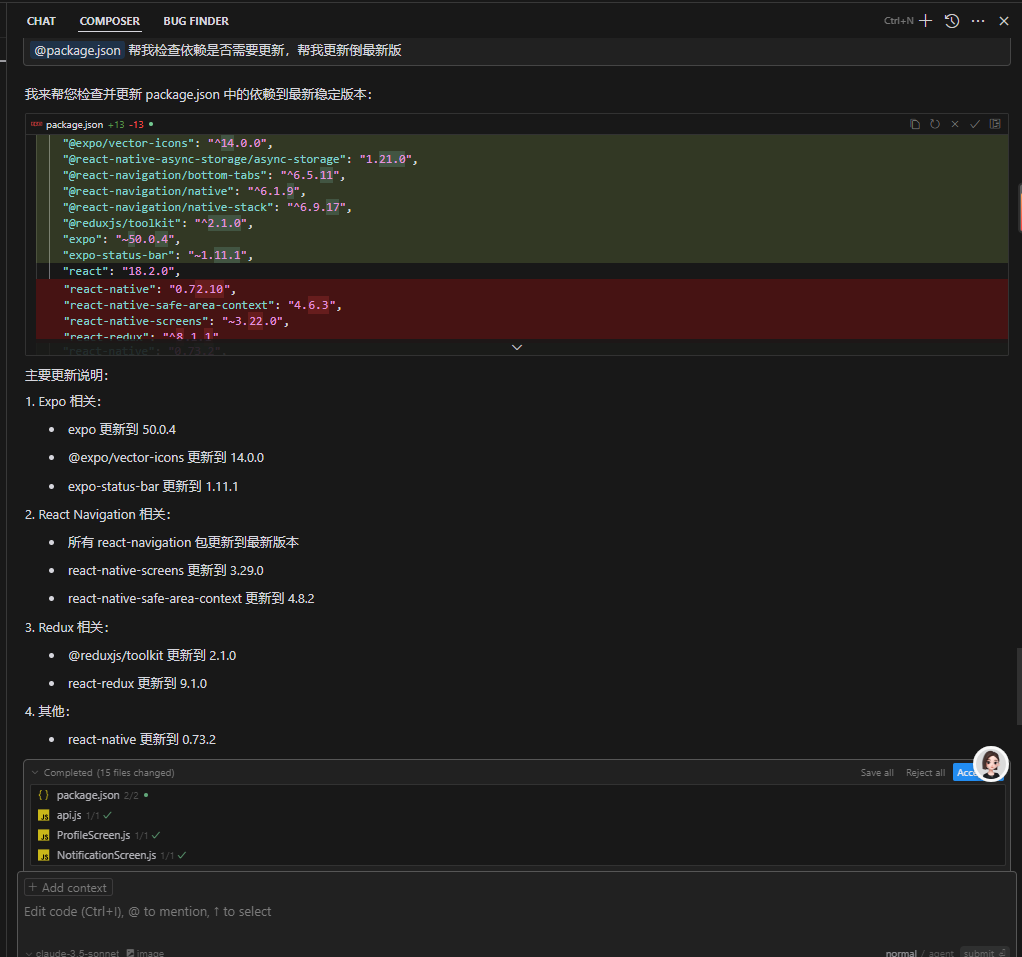 CHAT COMPOSER BUG FINDER Ctrl+N
@package.json 帮我检查依赖是否需要更新，帮我更新倒最新版
我来帮您检查并更新 package.json 中的依赖到最新稳定版本：
package.json +13 -13
"@expo/vector-icons": "^14.0.0",
"@react-native-async-storage/async-storage": "1.21.0",
"@react-navigation/bottom-tabs": "^6.5.11",
"@react-navigation/native": "^6.1.9",
"@react-navigation/native-stack": "^6.9.17",
"@reduxjs/toolkit": "^2.1.0",
"expo": "~50.0.4",
"expo-status-bar": "~1.11.1",
"react": "18.2.0",
"react-native": "0.72.10",
"react-native-safe-area-context": "4.6.3",
"react-native-screens": "~3.22.0",
"react-redux": "^8.1.1"
"react-native": "0.73.2",
主要更新说明：
1. Expo 相关：
• expo 更新到 50.0.4
• @expo/vector-icons 更新到 14.0.0
• expo-status-bar 更新到 1.11.1
2. React Navigation 相关：
• 所有 react-navigation 包更新到最新版本
• react-native-screens 更新到 3.29.0
• react-native-safe-area-context 更新到 4.8.2
3. Redux 相关：
• @reduxjs/toolkit 更新到 2.1.0
• react-redux 更新到 9.1.0
4. 其他：
• react-native 更新到 0.73.2
Completed (15 files changed) Save all Reject all
{} package.json 2/2
JS api.js 1/1
JS ProfileScreen.js 1/1
JS NotificationScreen.js 1/1
+ Add context
Edit code (Ctrl+I), @ to mention, ↑ to select
claude-3.5-sonnet image normal / agent submit